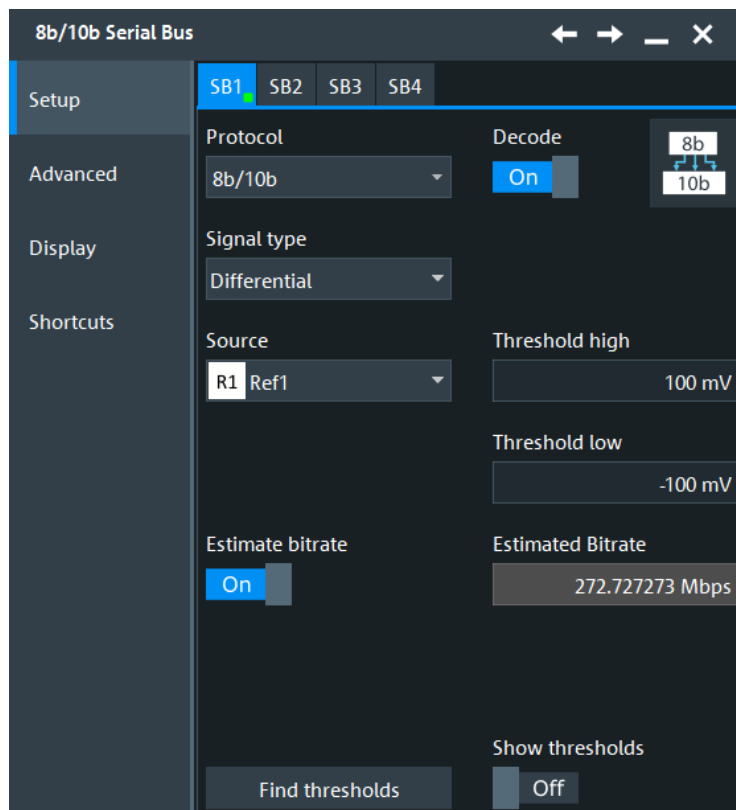 8b/10b Serial Bus
Setup
Advanced
Display
Shortcuts
SB1 SB2 SB3 SB4
Protocol
8b/10b
Decode
On
8b
10b
Signal type
Differential
Source
R1 Ref1
Threshold high
100 mV
Threshold low
-100 mV
Estimate bitrate
On
Estimated Bitrate
272.727273 Mbps
Find thresholds
Show thresholds
Off